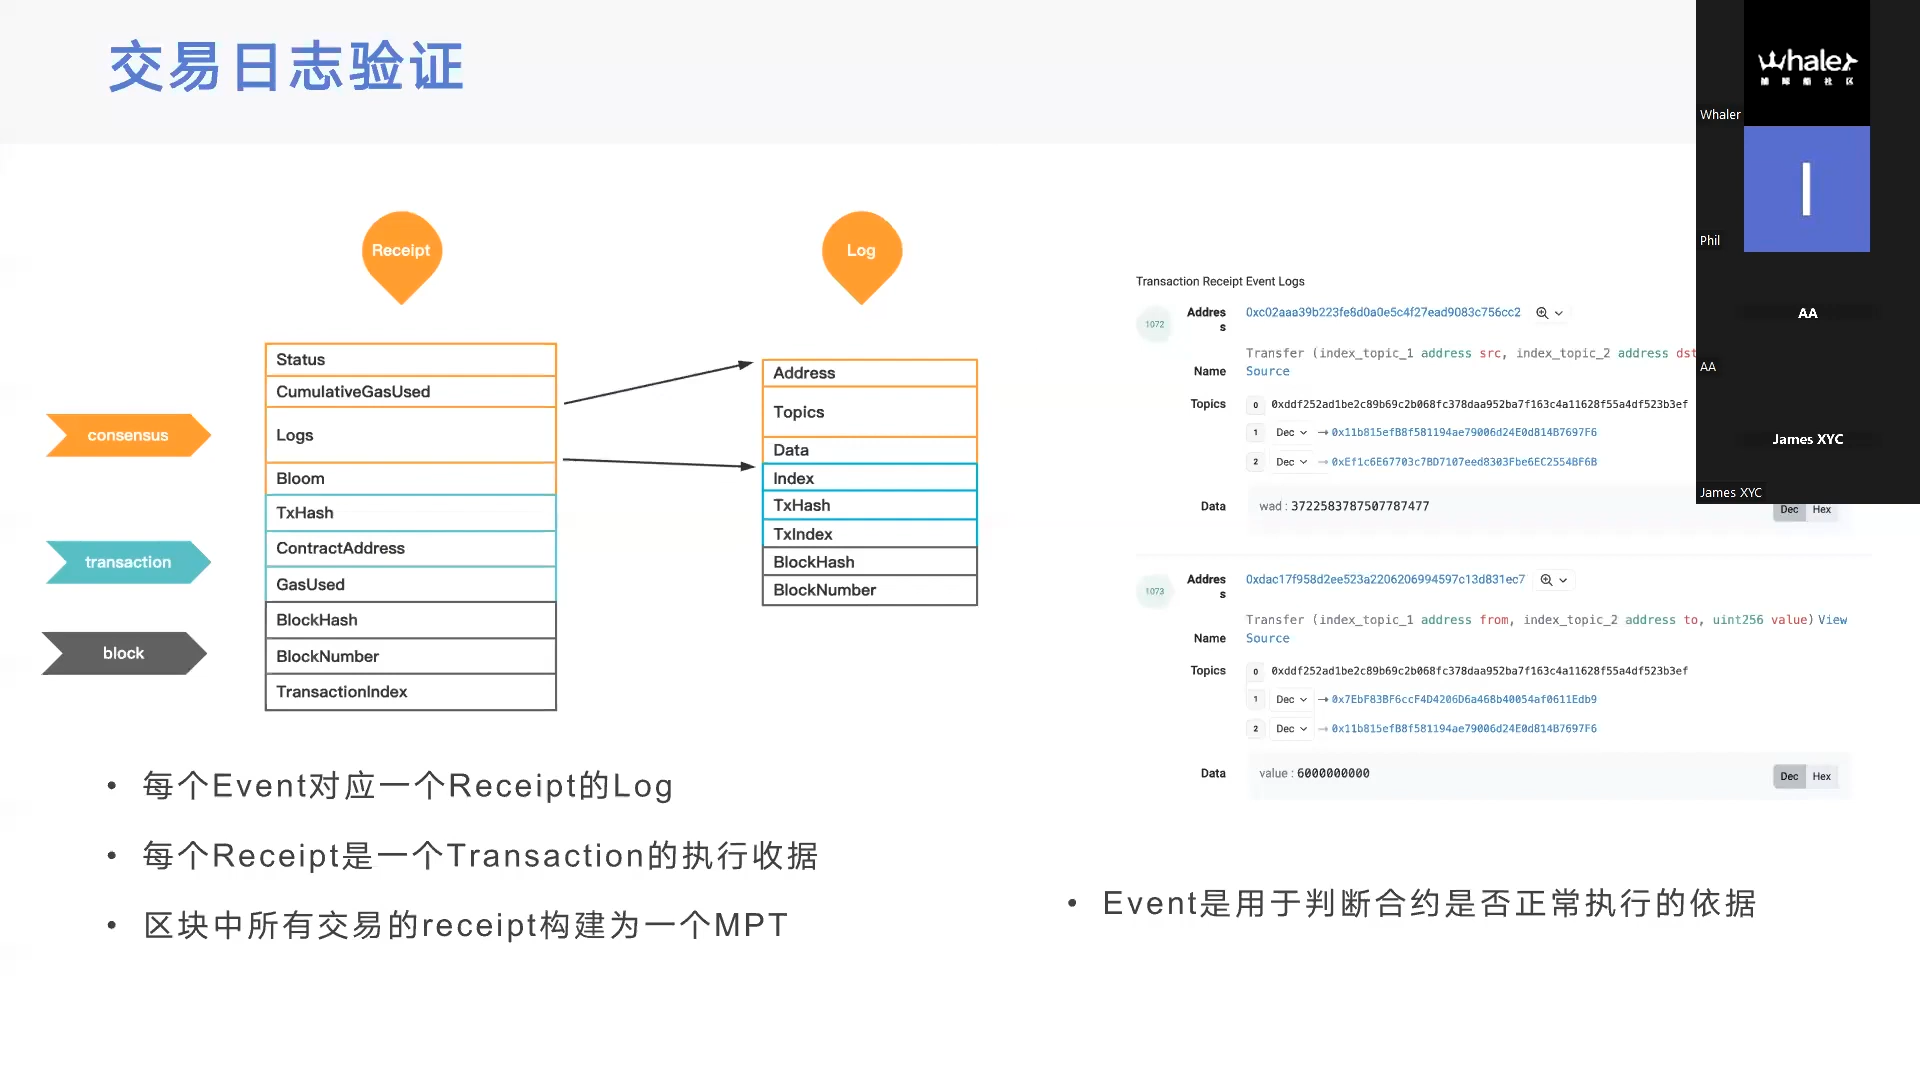 交易日志验证
Receipt
Log
consensus
transaction
block
Status
CumulativeGasUsed
Logs
Bloom
TxHash
ContractAddress
GasUsed
BlockHash
BlockNumber
TransactionIndex
Address
Topics
Data
Index
TxHash
TxIndex
BlockHash
BlockNumber
• 每个Event对应一个Receipt的Log
• 每个Receipt是一个Transaction的执行收据
• 区块中所有交易的receipt构建为一个MPT
Transaction Receipt Event Logs
1072
Addres
s
0xc02aaa39b223fe8d0a0e5c4f27ead9083c756cc2
Transfer (index_topic_1 address src, index_topic_2 address dst
Name Source
Topics 0 0xddf252ad1be2c89b69c2b068fc378daa952ba7f163c4a11628f55a4df523b3ef
1 Dec → 0x11b815efB8f581194ae79006d24E0d814B7697F6
2 Dec → 0xEf1c6E67703c7BD7107eed8303Fbe6EC2554BF6B
Data wad : 3722583787507787477
Dec Hex
1073
Addres
s
0xdac17f958d2ee523a2206206994597c13d831ec7
Transfer (index_topic_1 address from, index_topic_2 address to, uint256 value) View
Name Source
Topics 0 0xddf252ad1be2c89b69c2b068fc378daa952ba7f163c4a11628f55a4df523b3ef
1 Dec → 0x7EbF83BF6ccF4D4206D6a468b40054af0611Edb9
2 Dec → 0x11b815efB8f581194ae79006d24E0d814B7697F6
Data value : 6000000000
Dec Hex
• Event是用于判断合约是否正常执行的依据
Whaler
捕鲸船社区
Whaler
I
Phil
AA
AA
James XYC
James XYC